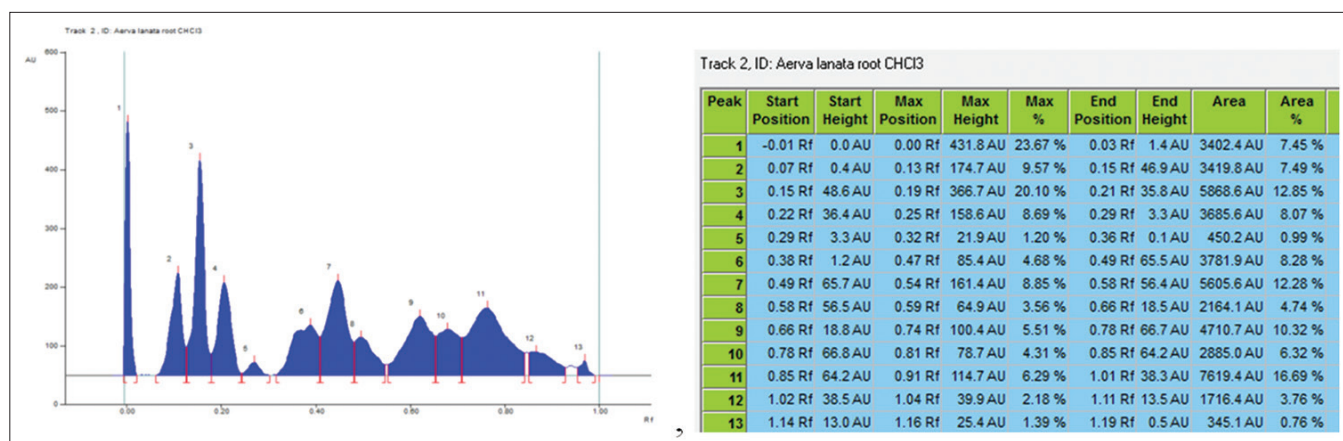 Track 2, ID: Aerva lanata root CHCl3
600
AU
500
400
300
200
100
0
1
2
3
4
5
6
7
8
9
10
11
12
13
0.00 0.20 0.40 0.60 0.80 1.00
Rf
,
Track 2, ID: Aerva lanata root CHCl3
Peak Start Position Start Height Max Position Max Height Max % End Position End Height Area Area %
1 -0.01 Rf 0.0 AU 0.00 Rf 431.8 AU 23.67 % 0.03 Rf 1.4 AU 3402.4 AU 7.45 %
2 0.07 Rf 0.4 AU 0.13 Rf 174.7 AU 9.57 % 0.15 Rf 46.9 AU 3419.8 AU 7.49 %
3 0.15 Rf 48.6 AU 0.19 Rf 366.7 AU 20.10 % 0.21 Rf 35.8 AU 5868.6 AU 12.85 %
4 0.22 Rf 36.4 AU 0.25 Rf 158.6 AU 8.69 % 0.29 Rf 3.3 AU 3685.6 AU 8.07 %
5 0.29 Rf 3.3 AU 0.32 Rf 21.9 AU 1.20 % 0.36 Rf 0.1 AU 450.2 AU 0.99 %
6 0.38 Rf 1.2 AU 0.47 Rf 85.4 AU 4.68 % 0.49 Rf 65.5 AU 3781.9 AU 8.28 %
7 0.49 Rf 65.7 AU 0.54 Rf 161.4 AU 8.85 % 0.58 Rf 56.4 AU 5605.6 AU 12.28 %
8 0.58 Rf 56.5 AU 0.59 Rf 64.9 AU 3.56 % 0.66 Rf 18.5 AU 2164.1 AU 4.74 %
9 0.66 Rf 18.8 AU 0.74 Rf 100.4 AU 5.51 % 0.78 Rf 66.7 AU 4710.7 AU 10.32 %
10 0.78 Rf 66.8 AU 0.81 Rf 78.7 AU 4.31 % 0.85 Rf 64.2 AU 2885.0 AU 6.32 %
11 0.85 Rf 64.2 AU 0.91 Rf 114.7 AU 6.29 % 1.01 Rf 38.3 AU 7619.4 AU 16.69 %
12 1.02 Rf 38.5 AU 1.04 Rf 39.9 AU 2.18 % 1.11 Rf 13.5 AU 1716.4 AU 3.76 %
13 1.14 Rf 13.0 AU 1.16 Rf 25.4 AU 1.39 % 1.19 Rf 0.5 AU 345.1 AU 0.76 %